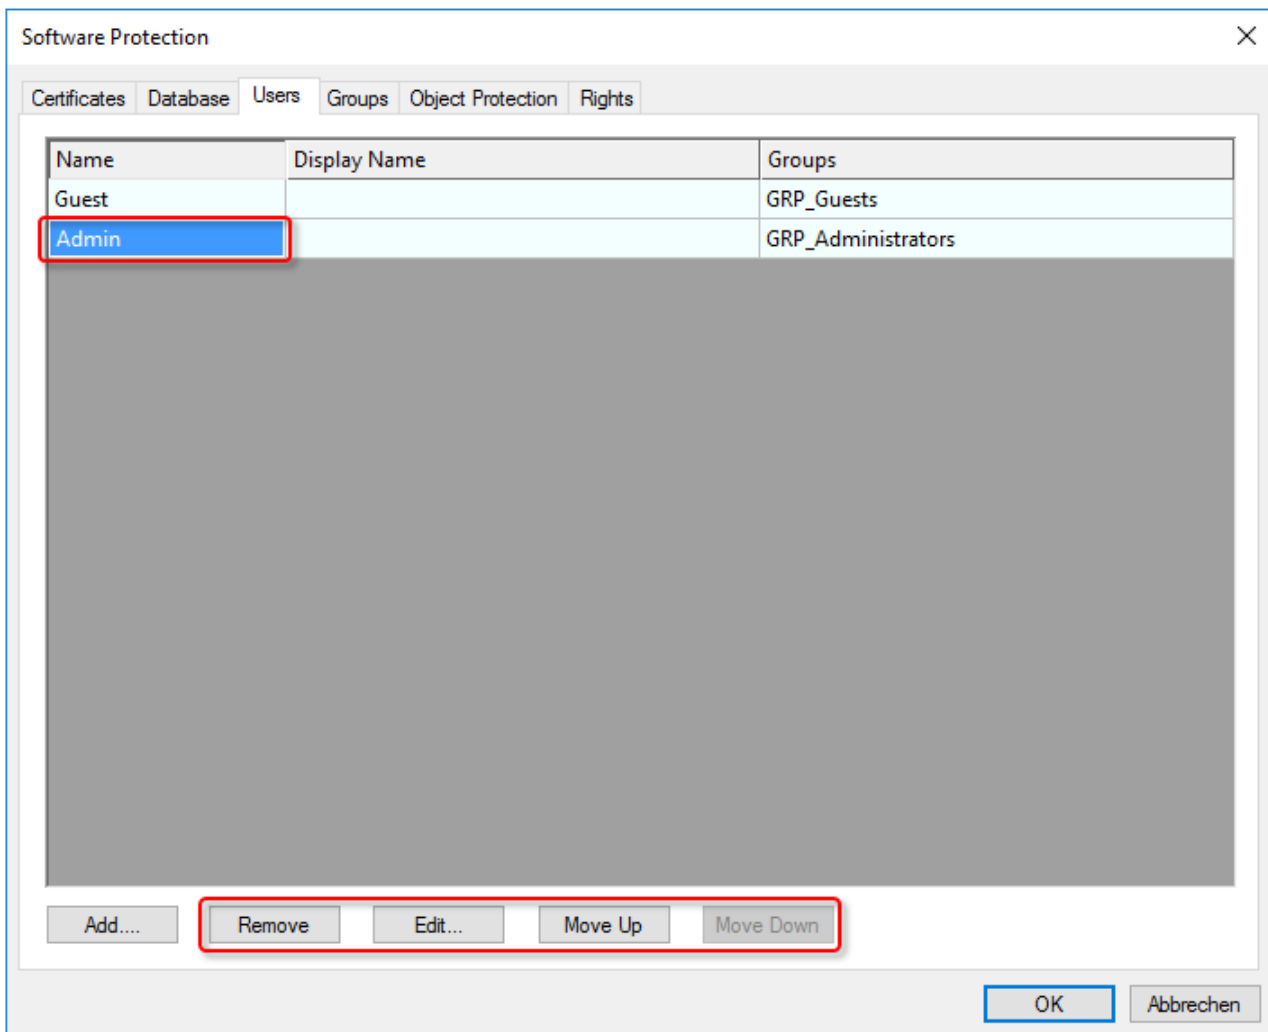 Software Protection
Certificates Database Users Groups Object Protection Rights
Name Display Name Groups
Guest GRP_Guests
Admin GRP_Administrators
Add.... Remove Edit... Move Up Move Down
OK Abbrechen